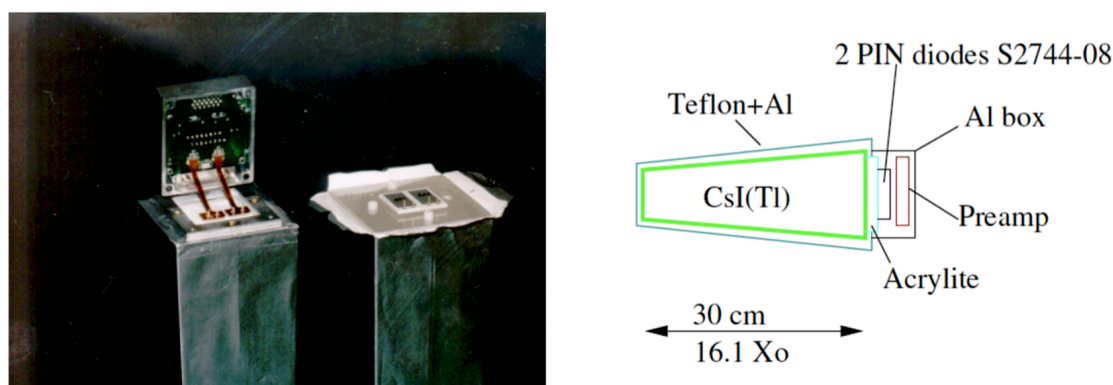 2 PIN diodes S2744-08
Teflon+Al
Al box
CsI(Tl)
Preamp
Acrylite
30 cm
16.1 Xo